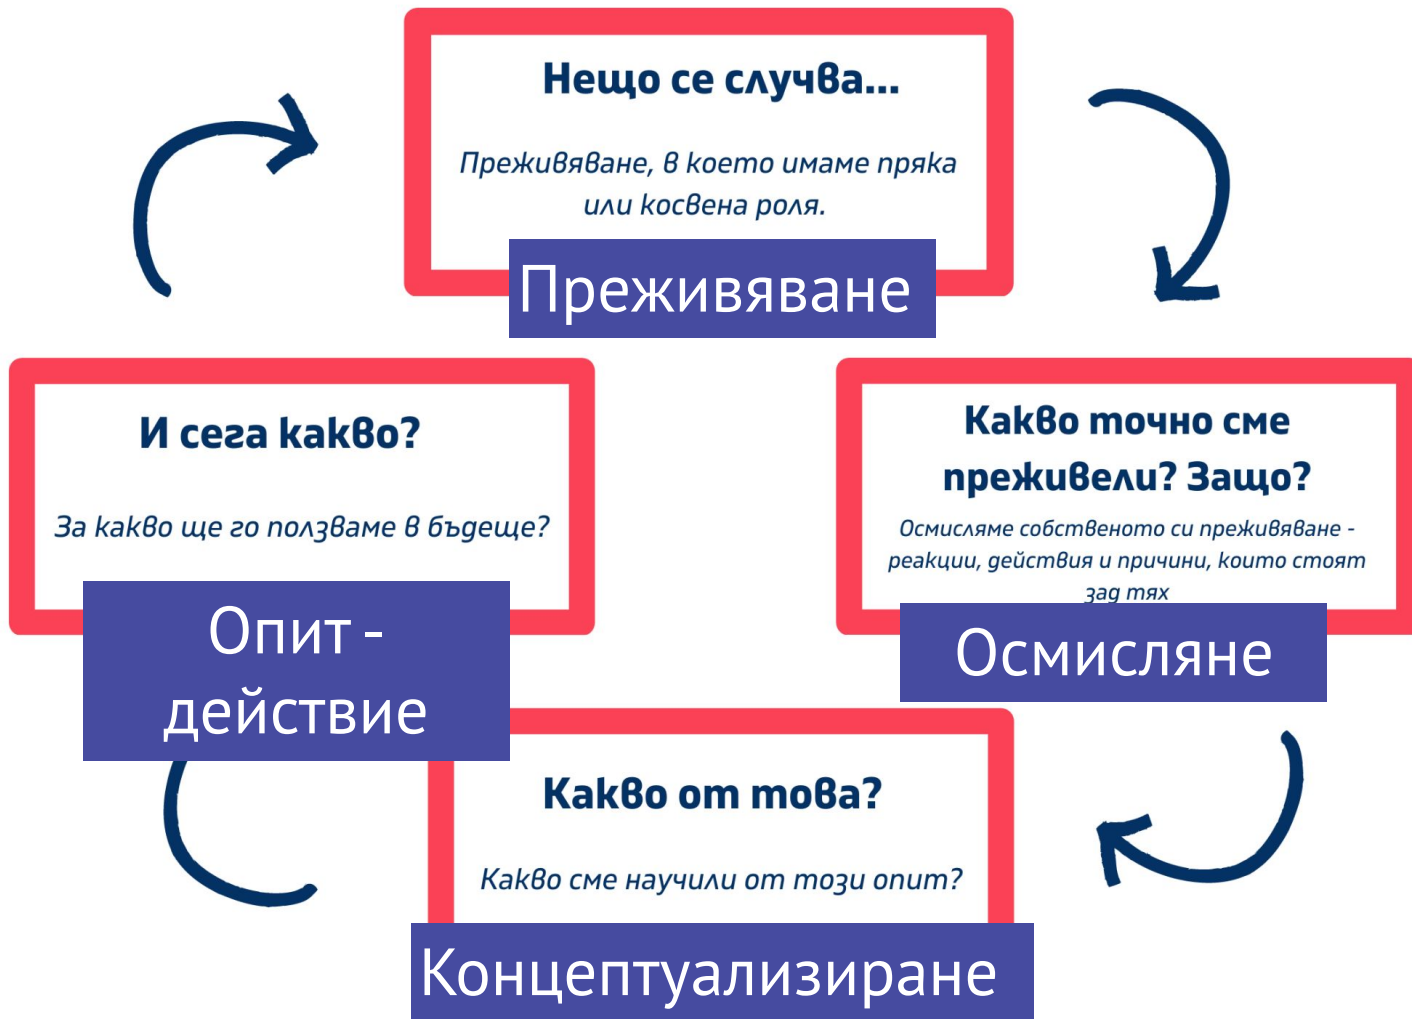 Нещо се случва...
Преживяване, в което имаме пряка
или косвена роля.
Преживяване
И сега какво?
За какво ще го ползваме в бъдеще?
Опит -
действие
Какво точно сме
преживели? Защо?
Осмисляме собственото си преживяване -
реакции, действия и причини, които стоят
зад тях
Осмисляне
Какво от това?
Какво сме научили от този опит?
Концептуализиране